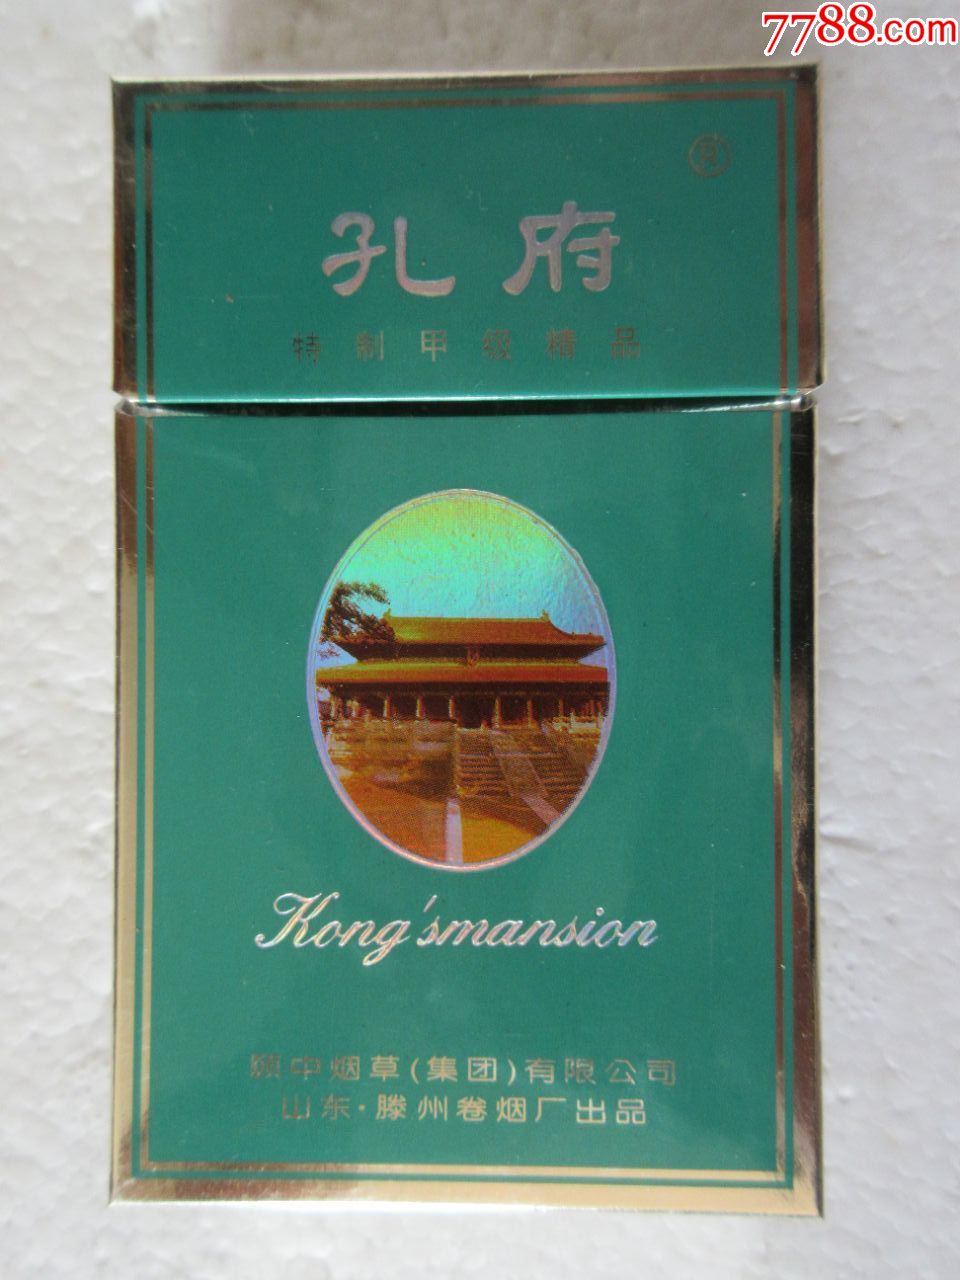 7788.com
®
孔府
特制甲级精品
Kong'smansion
颐中烟草(集团)有限公司
山东·滕州卷烟厂出品